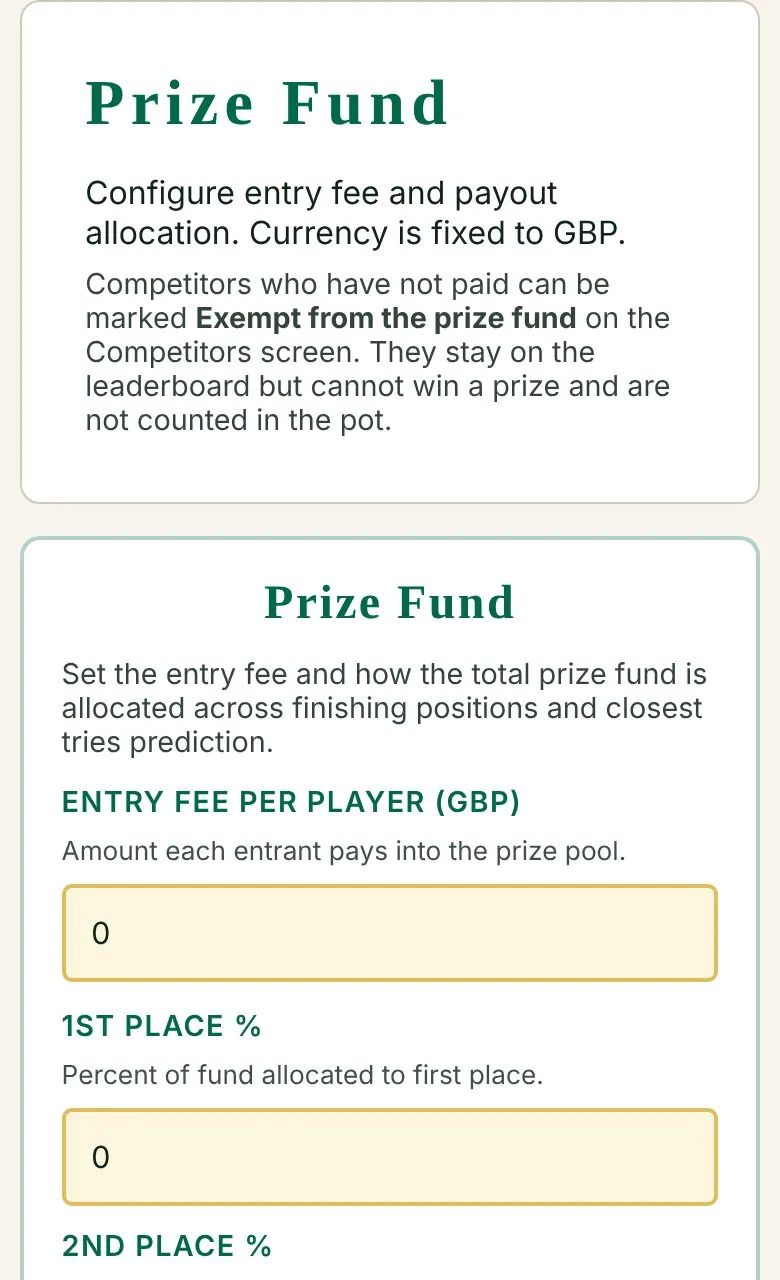 Prize Fund
Configure entry fee and payout
allocation. Currency is fixed to GBP.
Competitors who have not paid can be
marked Exempt from the prize fund on the
Competitors screen. They stay on the
leaderboard but cannot win a prize and are
not counted in the pot.
Prize Fund
Set the entry fee and how the total prize fund is
allocated across finishing positions and closest
tries prediction.
ENTRY FEE PER PLAYER (GBP)
Amount each entrant pays into the prize pool.
0
1ST PLACE %
Percent of fund allocated to first place.
0
2ND PLACE %